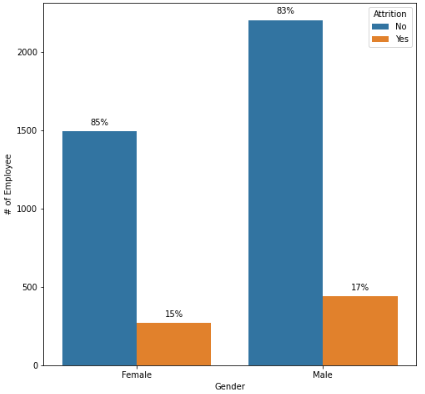 83%
Attrition
No
Yes
2000
85%
1500
# of Employee
1000
500
17%
15%
0
Female
Male
Gender